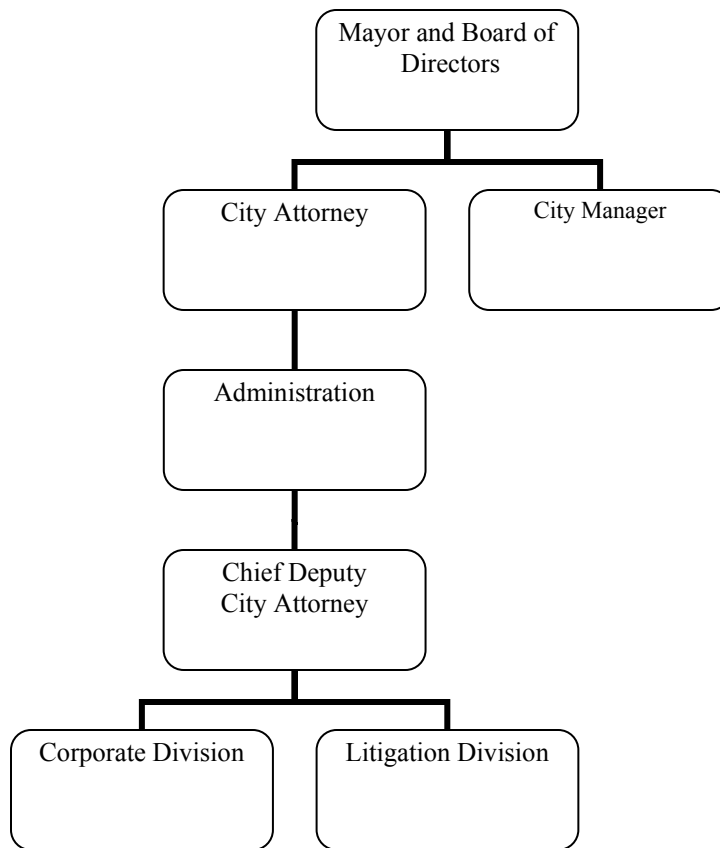 Mayor and Board of
Directors
City Attorney
City Manager
Administration
Chief Deputy
City Attorney
Corporate Division
Litigation Division